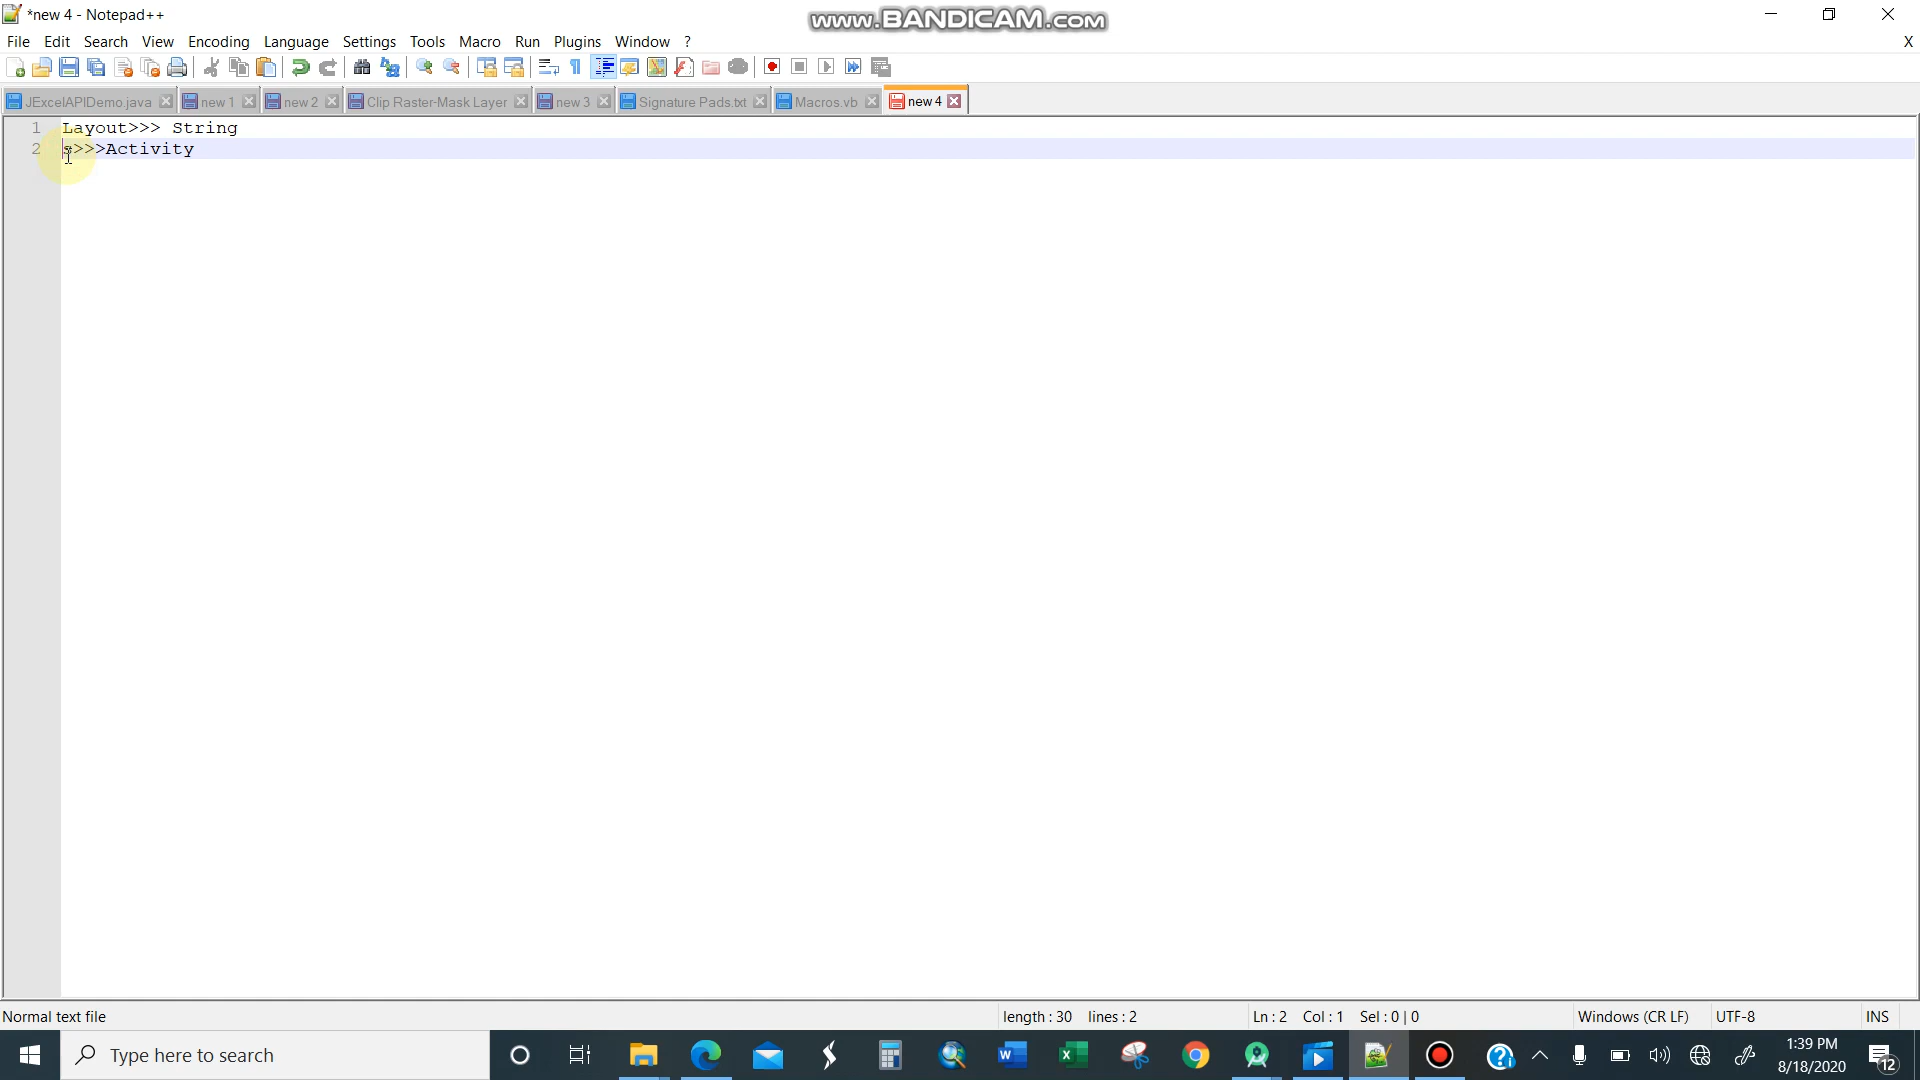 *new 4 - Notepad++
www.BANDICAM.com
File Edit Search View Encoding Language Settings Tools Macro Run Plugins Window ? X
JExcelAPIDemo.java new 1 new 2 Clip Raster-Mask Layer new 3 Signature Pads.txt Macros.vb new 4
1 Layout>>> String
2 s>>>Activity
Normal text file length : 30 lines : 2 Ln : 2 Col : 1 Sel : 0 | 0 Windows (CR LF) UTF-8 INS
Type here to search
1:39 PM
8/18/2020
12